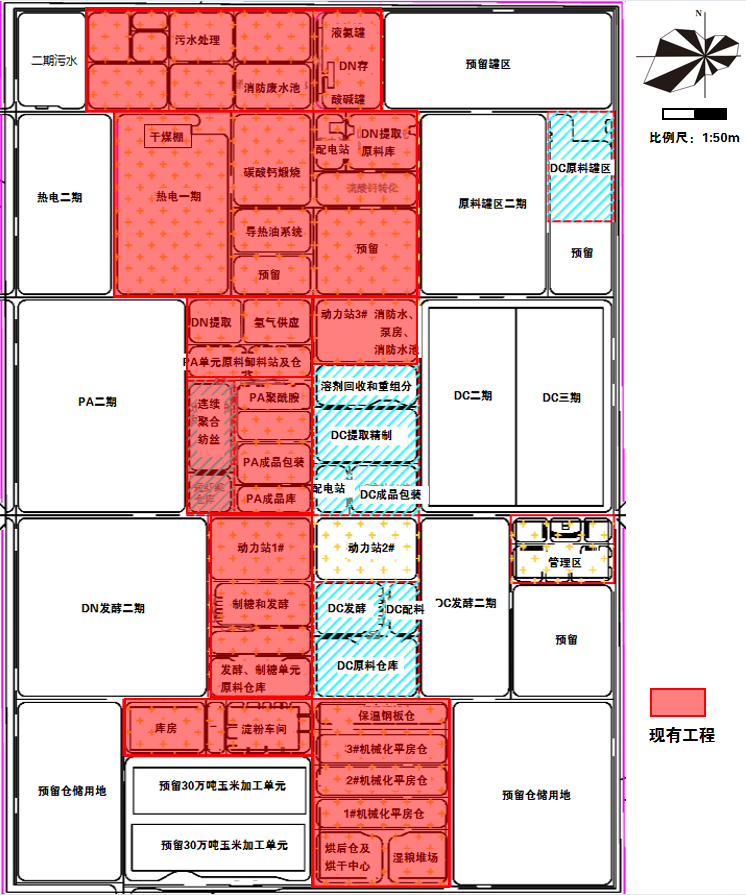 N
比例尺：1:50m
二期污水
污水处理
消防废水池
液氨罐
DN存
酸碱罐
预留罐区
热电二期
干煤棚
热电一期
碳酸钙煅烧
导热油系统
预留
配电站
DN提取
原料库
硫酸钙转化
预留
原料罐区二期
DC原料罐区
预留
PA二期
DN提取
氢气供应
PA单元原料卸料站及仓
连续
聚合
纺丝
仓库
PA聚酰胺
PA成品包装
PA成品库
动力站3# 消防水、
泵房、
消防水池
溶剂回收和重组分
DC提取精制
配电站
DC成品包装
DC二期
DC三期
DN发酵二期
动力站1#
制糖和发酵
发酵、制糖单元
原料仓库
动力站2#
DC发酵
DC配料
DC原料仓库
DC发酵二期
管理区
预留
现有工程
预留仓储用地
库房
淀粉车间
预留30万吨玉米加工单元
预留30万吨玉米加工单元
保温钢板仓
3#机械化平房仓
2#机械化平房仓
1#机械化平房仓
烘后仓及
烘干中心
湿粮堆场
预留仓储用地